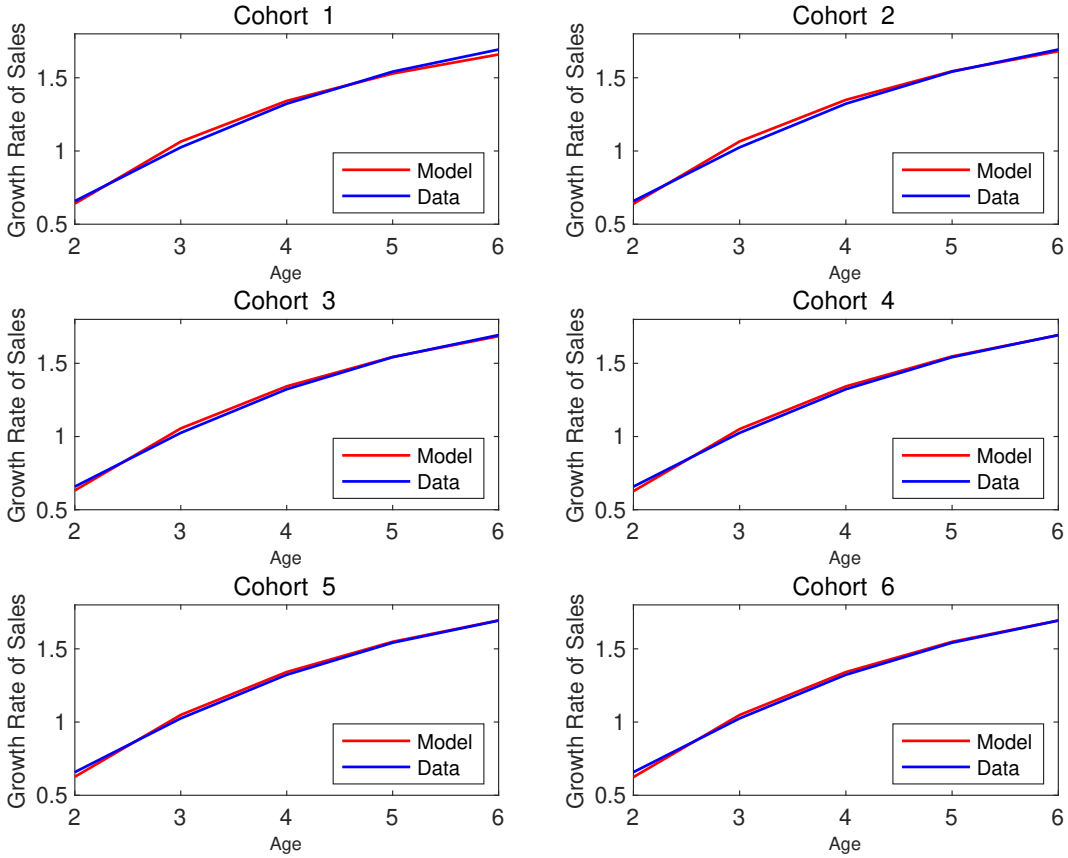 Cohort 1
Growth Rate of Sales
1.5
1
0.5
Model
Data
2 3 4 5 6
Age
Cohort 2
Growth Rate of Sales
1.5
1
0.5
Model
Data
2 3 4 5 6
Age
Cohort 3
Growth Rate of Sales
1.5
1
0.5
Model
Data
2 3 4 5 6
Age
Cohort 4
Growth Rate of Sales
1.5
1
0.5
Model
Data
2 3 4 5 6
Age
Cohort 5
Growth Rate of Sales
1.5
1
0.5
Model
Data
2 3 4 5 6
Age
Cohort 6
Growth Rate of Sales
1.5
1
0.5
Model
Data
2 3 4 5 6
Age